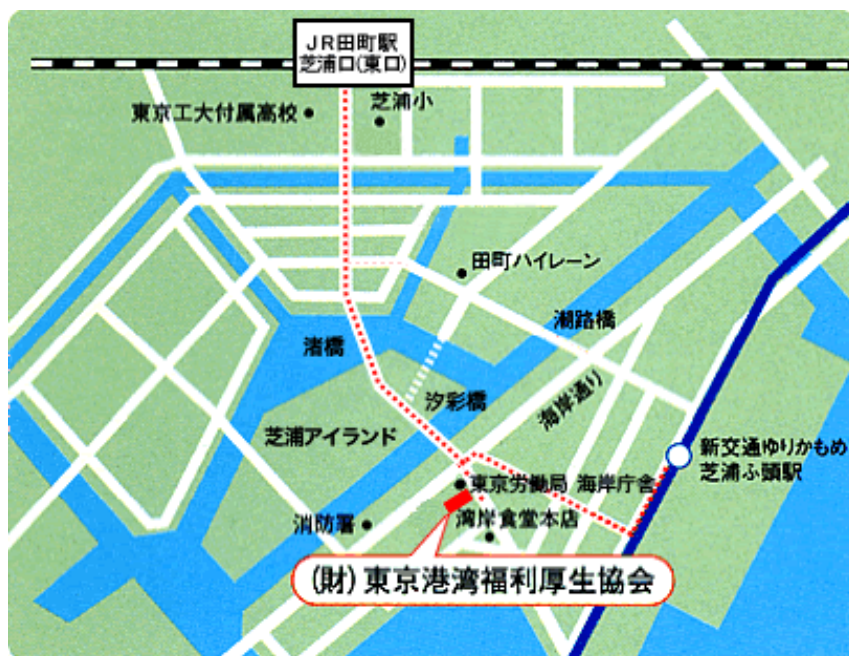 JR田町駅
芝浦口(東口)
東京工大付属高校
芝浦小
田町ハイレーン
潮路橋
渚橋
汐彩橋
海岸通り
芝浦アイランド
新交通ゆりかもめ
芝浦ふ頭駅
東京労働局 海岸庁舎
消防署
湾岸食堂本店
(財)東京港湾福利厚生協会